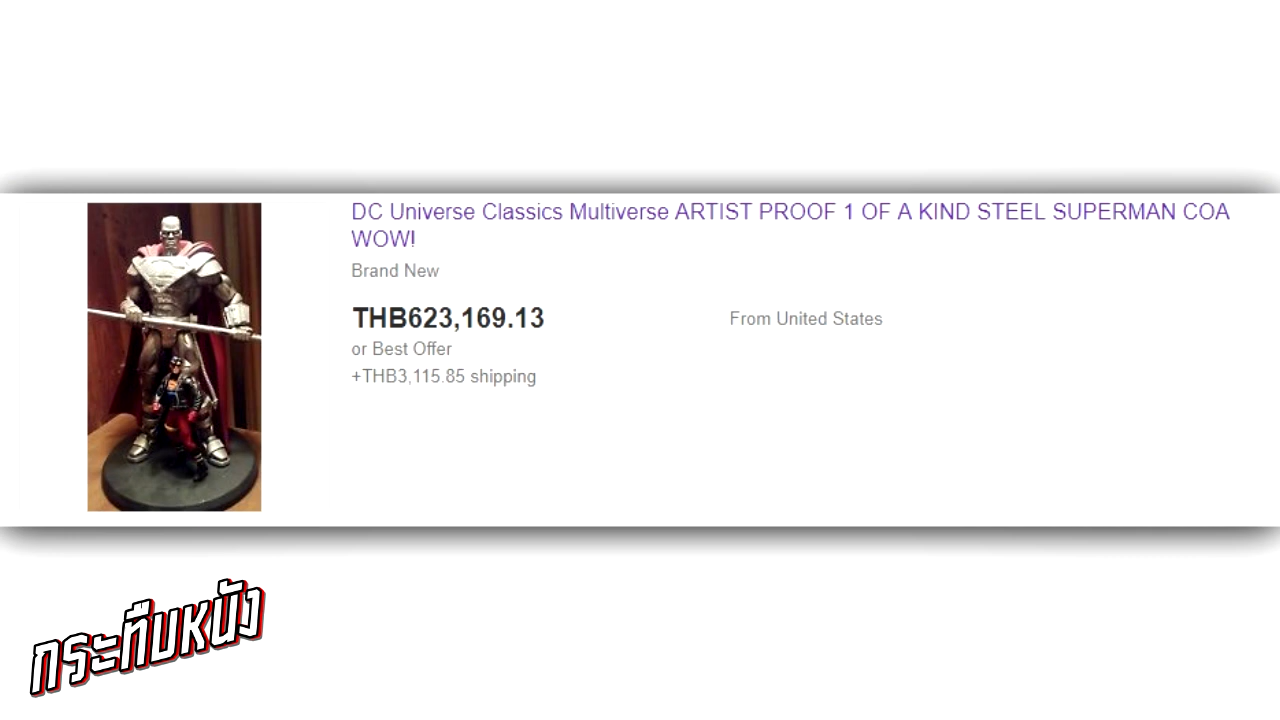 DC Universe Classics Multiverse ARTIST PROOF 1 OF A KIND STEEL SUPERMAN COA
WOW!
Brand New
THB623,169.13
From United States
or Best Offer
+THB3,115.85 shipping
กระทืบหนัง